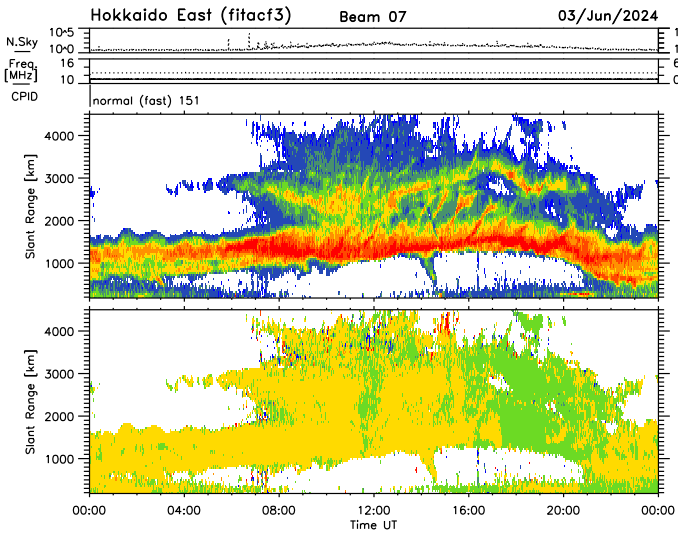 Hokkaido East (fitacf3) Beam 07 03/Jun/2024
N.Sky 10^5 10^0
Freq. [MHz] 16 10
CPID normal (fast) 151
Slant Range [km] 4000 3000 2000 1000
Slant Range [km] 4000 3000 2000 1000
00:00 04:00 08:00 12:00 16:00 20:00 00:00
Time UT